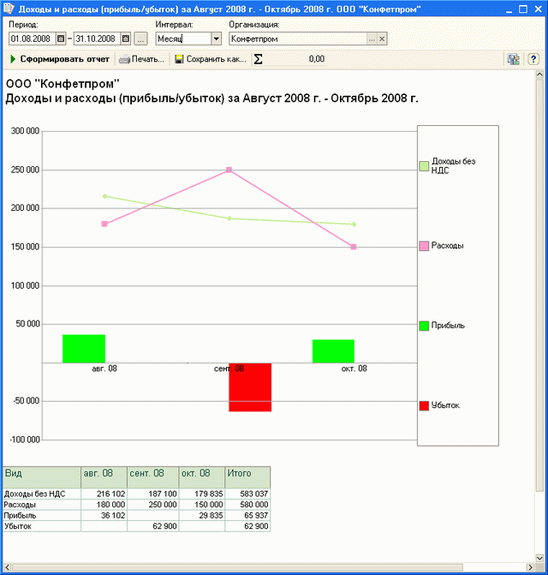 Доходы и расходы (прибыль/убыток) за Август 2008 г. - Октябрь 2008 г. ООО "Конфетпром"
Период: Интервал: Организация:
01.08.2008 – 31.10.2008 ... Месяц Конфетпром ... x
Сформировать отчет Печать... Сохранить как... Σ 0,00 ?
ООО "Конфетпром"
Доходы и расходы (прибыль/убыток) за Август 2008 г. - Октябрь 2008 г.
300 000
250 000
200 000
150 000
100 000
50 000
-50 000
-100 000
авг. 08 сент. 08 окт. 08
Доходы без
НДС
Расходы
Прибыль
Убыток
Вид авг. 08 сент. 08 окт. 08 Итого
Доходы без НДС 216 102 187 100 179 835 583 037
Расходы 180 000 250 000 150 000 580 000
Прибыль 36 102 29 835 65 937
Убыток 62 900 62 900